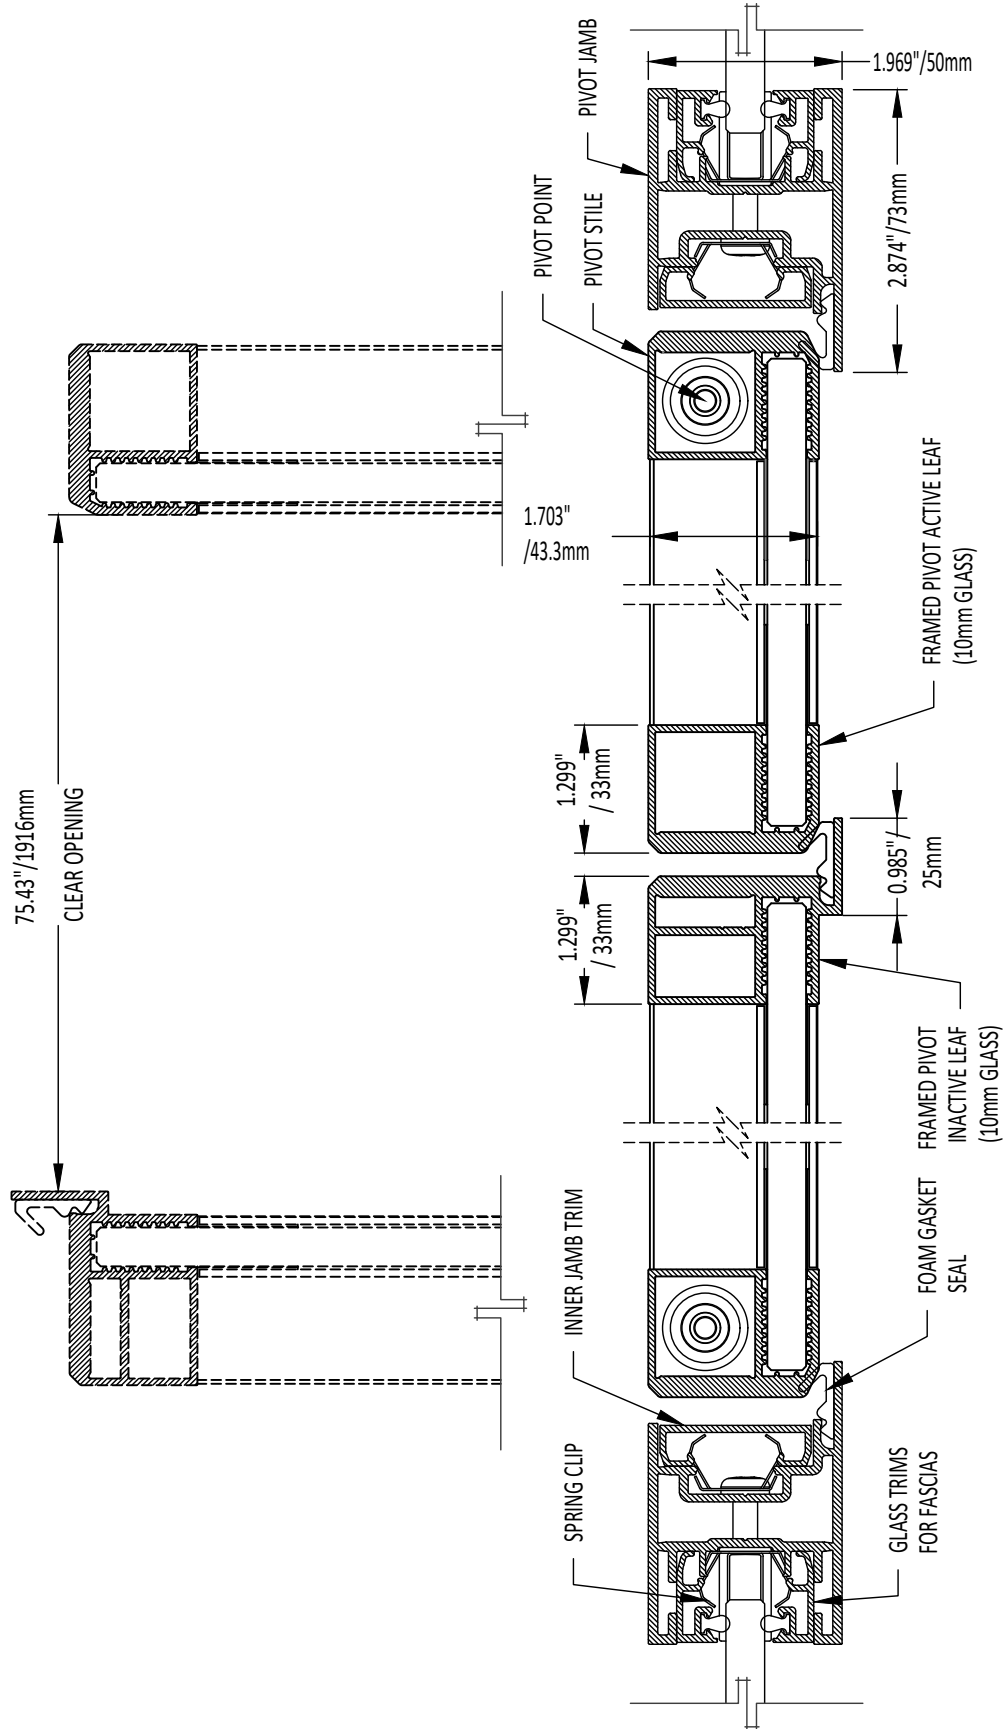 75.43"/1916mm
CLEAR OPENING
PIVOT JAMB
1.969"/50mm
PIVOT POINT
PIVOT STILE
2.874"/73mm
1.703"
/43.3mm
FRAMED PIVOT ACTIVE LEAF
(10mm GLASS)
1.299"
/ 33mm
0.985"/
25mm
1.299"
/ 33mm
FRAMED PIVOT
INACTIVE LEAF
(10mm GLASS)
INNER JAMB TRIM
FOAM GASKET
SEAL
SPRING CLIP
GLASS TRIMS
FOR FASCIAS